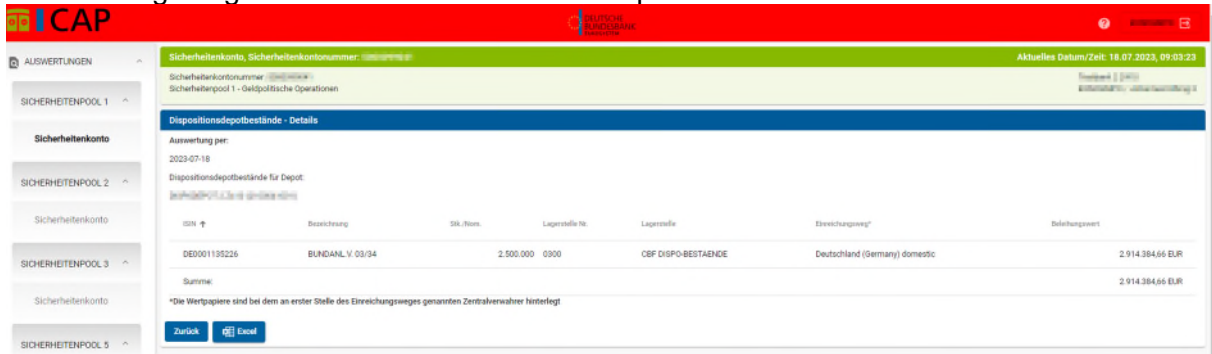 CAP
DEUTSCHE
BUNDESBANK
EUROSYSTEM
AUSWERTUNGEN
SICHERHEITENPOOL 1
Sicherheitenkonto
SICHERHEITENPOOL 2
Sicherheitenkonto
SICHERHEITENPOOL 3
Sicherheitenkonto
SICHERHEITENPOOL 5
Sicherheitenkonto, Sicherheitenkontonummer:
Aktuelles Datum/Zeit: 18.07.2023, 09:03:23
Sicherheitenkontonummer
Sicherheitenpool 1 - Geldpolitische Operationen
Dispositionsdepotbestände - Details
Auswertung per:
2023-07-18
Dispositionsdepotbestände für Depot:
ISIN ↑ Bezeichnung Stk./Nom. Lagerstelle Nr. Lagerstelle Einreichungsweg* Beleihungswert
DE0001135226 BUNDANL.V. 03/34 2.500.000 0300 CBF DISPO-BESTAENDE Deutschland (Germany) domestic 2.914.384,66 EUR
Summe: 2.914.384,66 EUR
*Die Wertpapiere sind bei dem an erster Stelle des Einreichungsweges genannten Zentralverwahrer hinterlegt
Zurück Excel